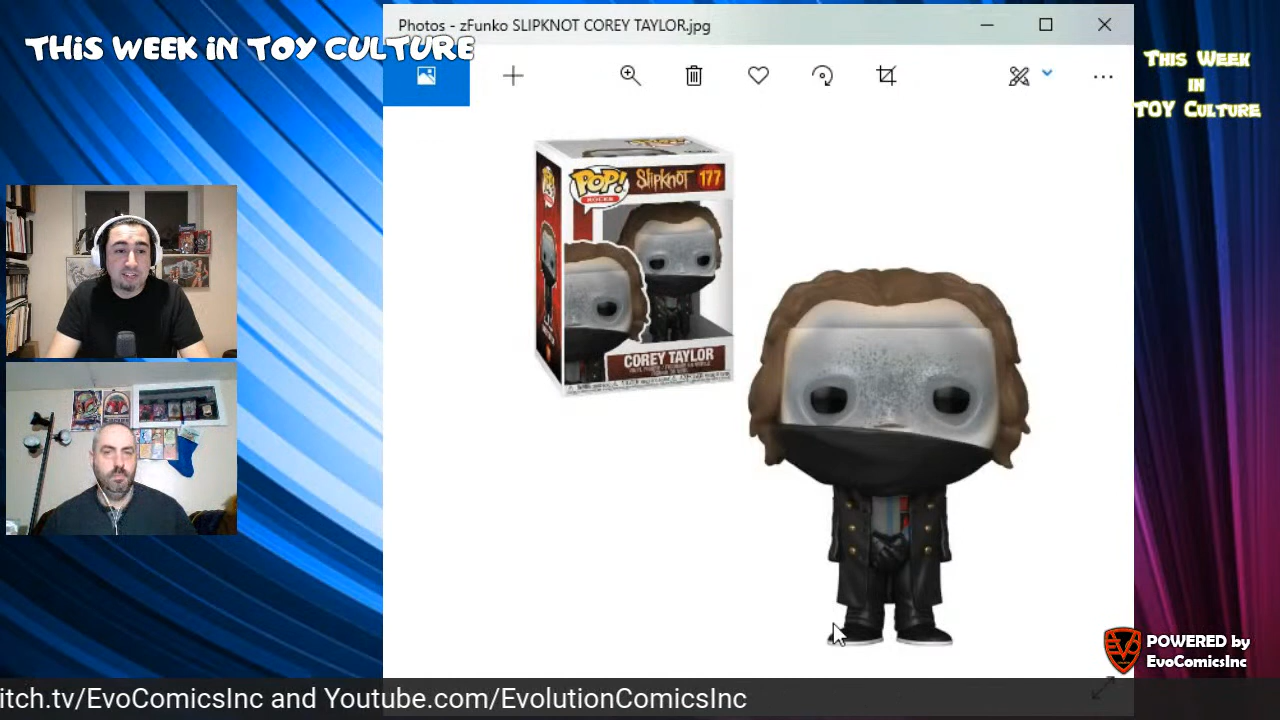 Photos - zFunko SLIPKNOT COREY TAYLOR.jpg
THiS WEEK iN TOY CULTURE
This Week
in
TOY Culture
POP!
ROCKS
SlipKnoT
177
COREY TAYLOR
EVO
POWERED by
EvoComicsInc
itch.tv/EvoComicsInc and Youtube.com/EvolutionComicsInc